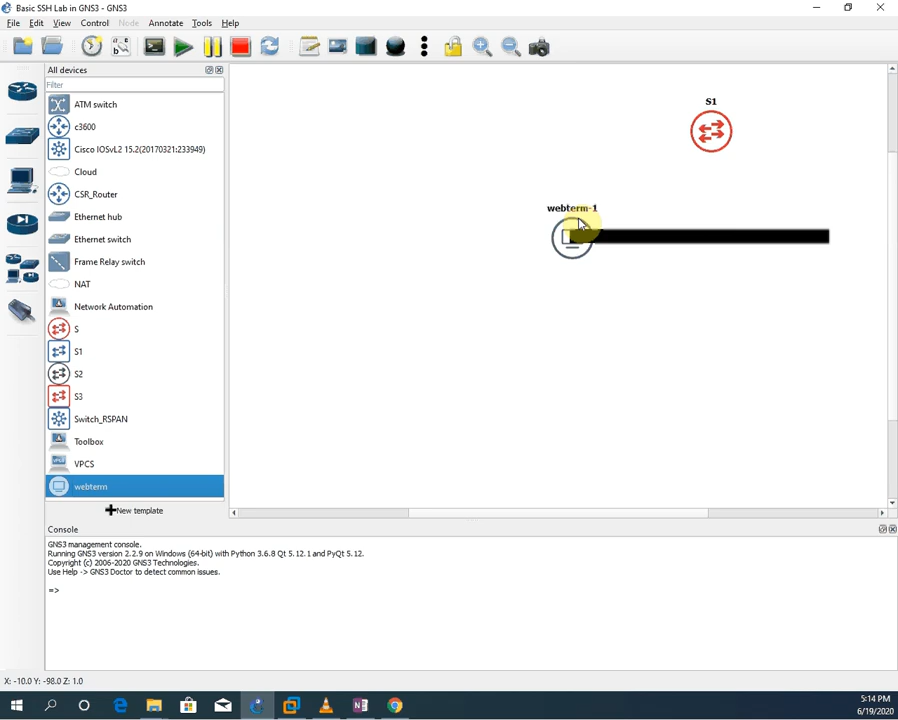 Basic SSH Lab in GNS3 - GNS3
File Edit View Control Node Annotate Tools Help
All devices
Filter
ATM switch
c3600
Cisco IOSvL2 15.2(20170321:233949)
Cloud
CSR_Router
Ethernet hub
Ethernet switch
Frame Relay switch
NAT
Network Automation
S
S1
S2
S3
Switch_RSPAN
Toolbox
VPCS
webterm
New template
S1
webterm-1
Console
GNS3 management console.
Running GNS3 version 2.2.9 on Windows (64-bit) with Python 3.6.8 Qt 5.12.1 and PyQt 5.12.
Copyright (c) 2006-2020 GNS3 Technologies.
Use Help -> GNS3 Doctor to detect common issues.
=>
X: -10.0 Y: -98.0 Z: 1.0
5:14 PM
6/19/2020